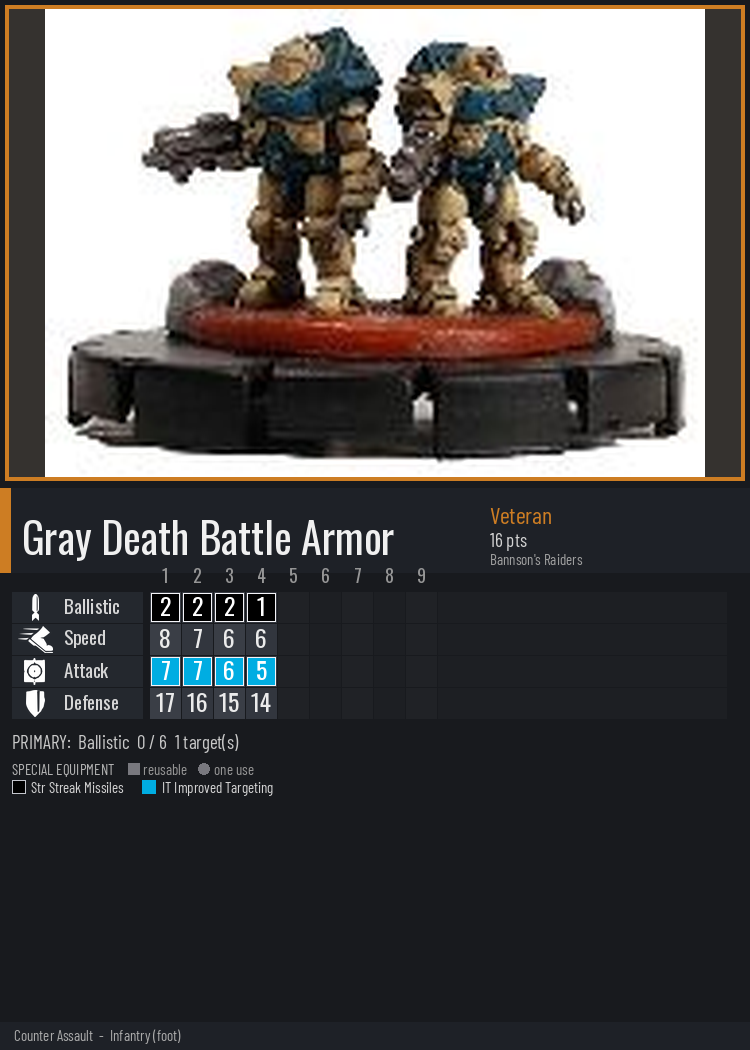 Gray Death Battle Armor
Veteran
16 pts
Bannson's Raiders
1 2 3 4 5 6 7 8 9
Ballistic 2 2 2 1
Speed 8 7 6 6
Attack 7 7 6 5
Defense 17 16 15 14
PRIMARY: Ballistic 0 / 6 1 target(s)
SPECIAL EQUIPMENT reusable one use
Str Streak Missiles IT Improved Targeting
Counter Assault - Infantry (foot)